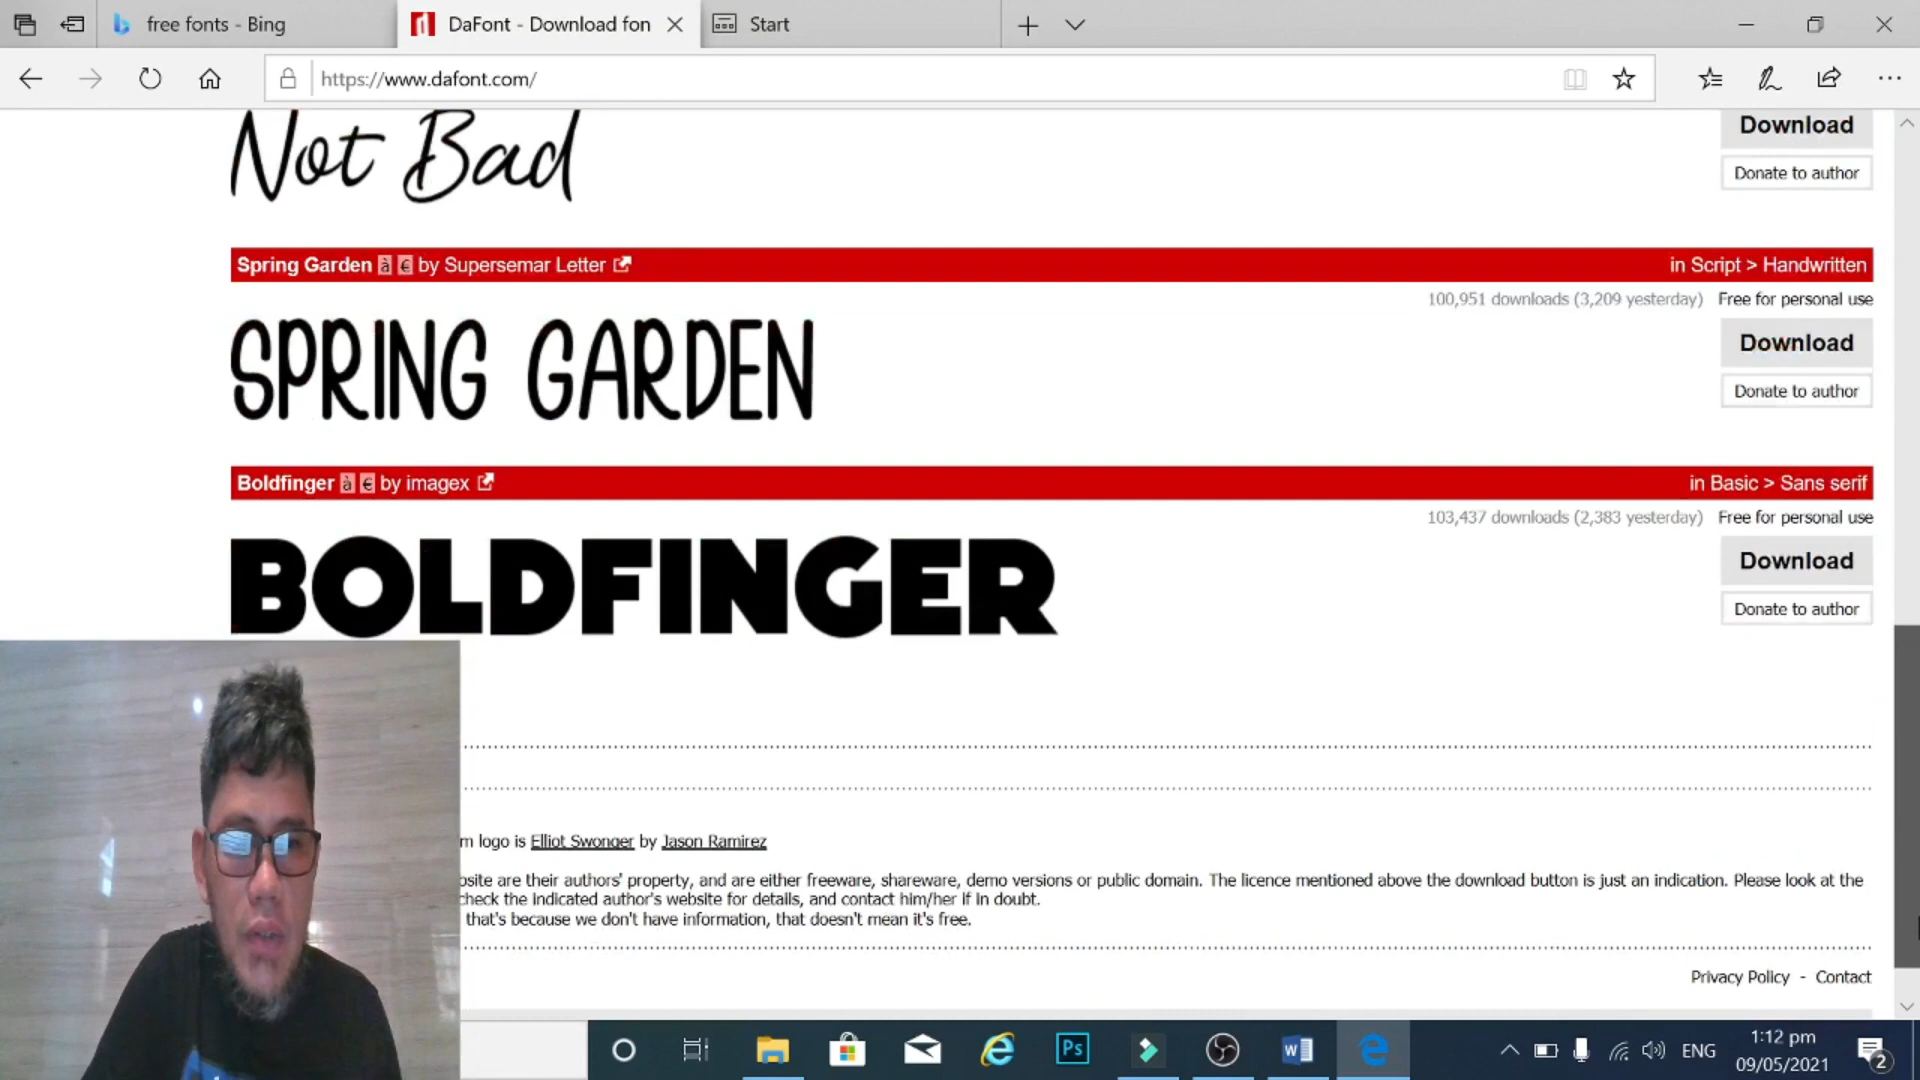 free fonts - Bing
DaFont - Download fon
Start
https://www.dafont.com/
Not Bad
Download
Donate to author
Spring Garden à € by Supersemar Letter
in Script > Handwritten
100,951 downloads (3,209 yesterday) Free for personal use
SPRING GARDEN
Download
Donate to author
Boldfinger à € by imagex
in Basic > Sans serif
103,437 downloads (2,383 yesterday) Free for personal use
BOLDFINGER
Download
Donate to author
m logo is Elliot Swonger by Jason Ramirez
are their authors' property, and are either freeware, shareware, demo versions or public domain. The licence mentioned above the download button is just an indication. Please look at the
check the indicated author's website for details, and contact him/her if in doubt.
that's because we don't have information, that doesn't mean it's free.
Privacy Policy - Contact
Ps
ENG
1:12 pm
09/05/2021
2